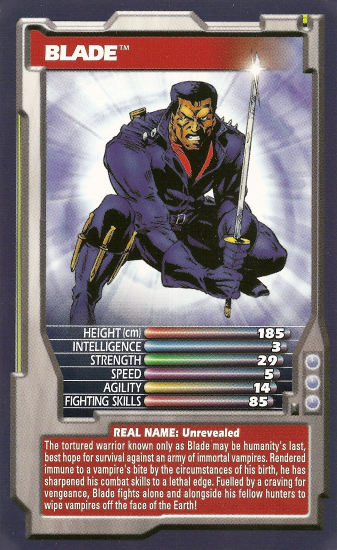 BLADE™
HEIGHT (cm) 185
INTELLIGENCE 3
STRENGTH 29
SPEED 5
AGILITY 14
FIGHTING SKILLS 85
REAL NAME: Unrevealed
The tortured warrior known only as Blade may be humanity's last,
best hope for survival against an army of immortal vampires. Rendered
immune to a vampire's bite by the circumstances of his birth, he has
sharpened his combat skills to a lethal edge. Fuelled by a craving for
vengeance, Blade fights alone and alongside his fellow hunters to
wipe vampires off the face of the Earth!